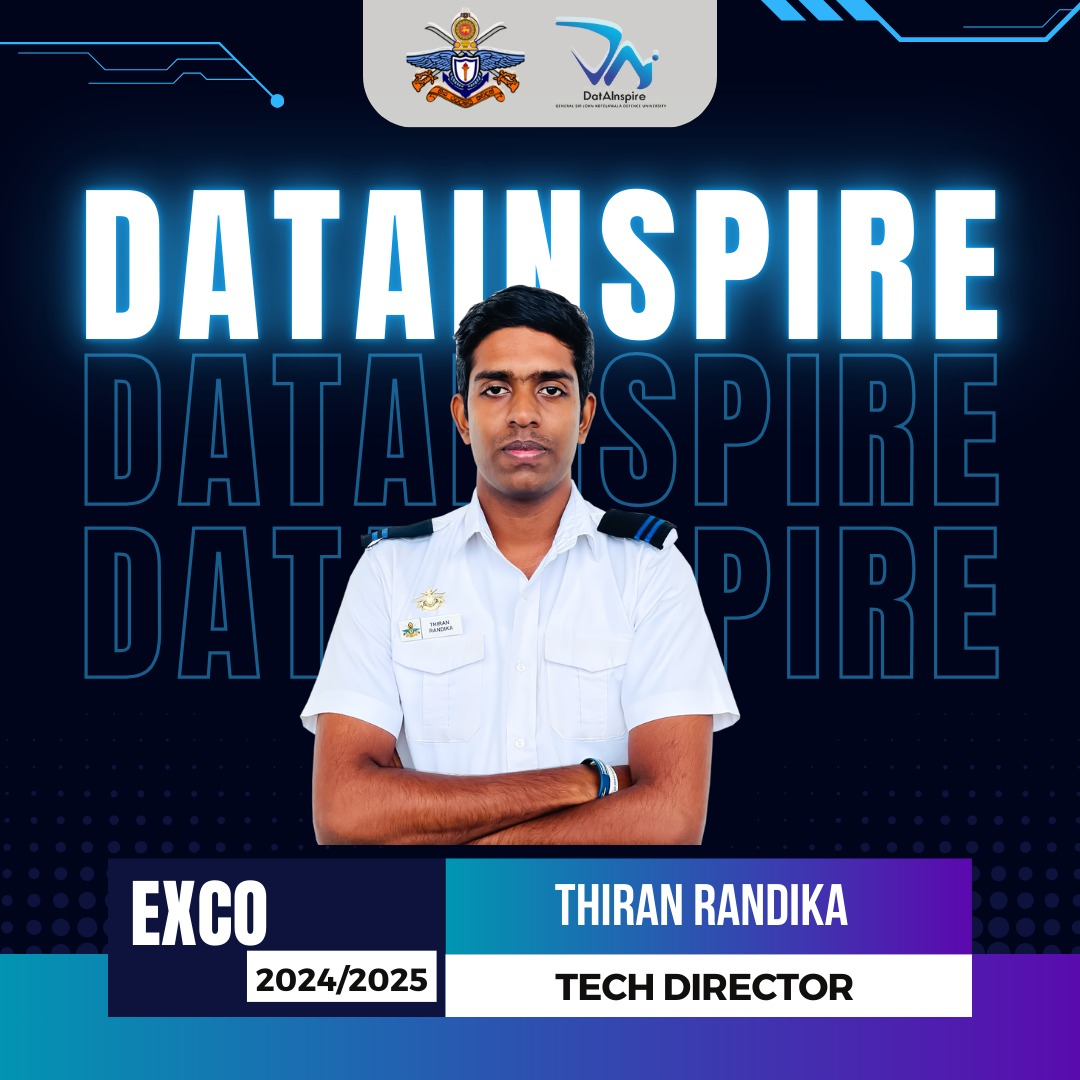 DatAInspire
GENERAL SIR JOHN KOTELAWALA DEFENCE UNIVERSITY
DATAINSPIRE
DATAINSPIRE
DATAINSPIRE
THIRAN
RANDIKA
EXCO
2024/2025
THIRAN RANDIKA
TECH DIRECTOR